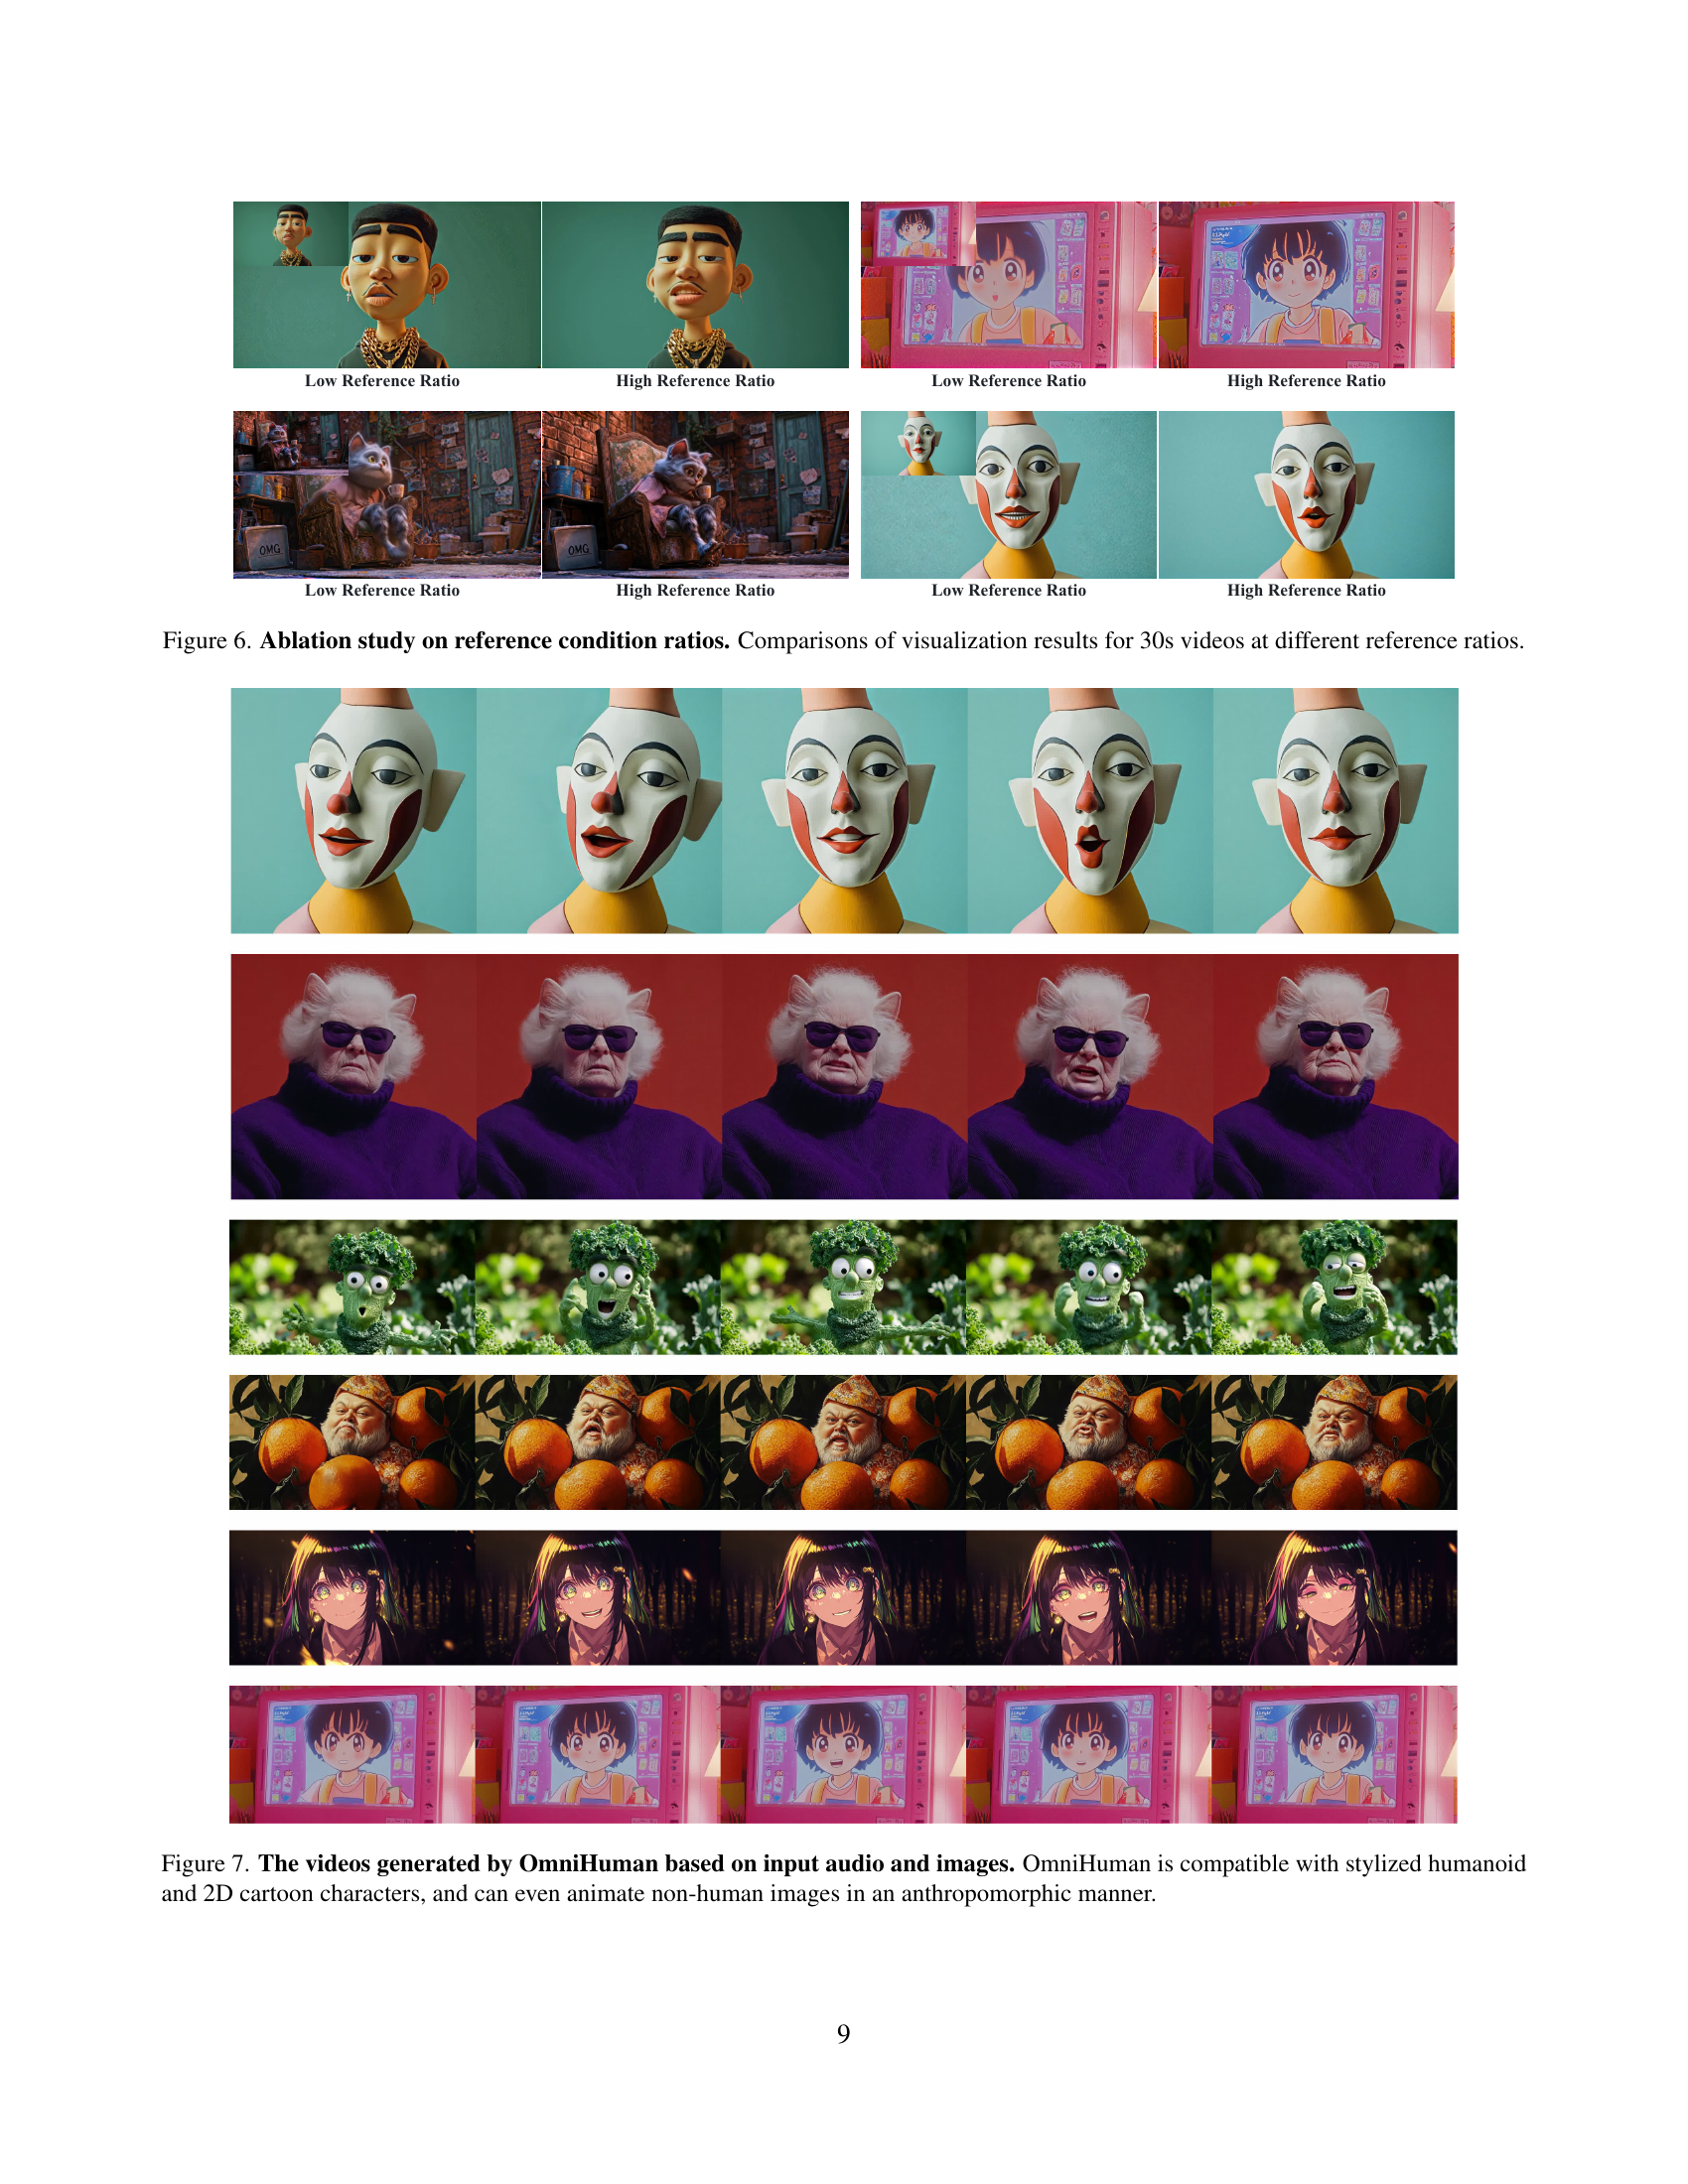 Low Reference Ratio
High Reference Ratio
Low Reference Ratio
High Reference Ratio
OMG
OMG
Low Reference Ratio
High Reference Ratio
Low Reference Ratio
High Reference Ratio
Figure 6. Ablation study on reference condition ratios. Comparisons of visualization results for 30s videos at different reference ratios.
Figure 7. The videos generated by OmniHuman based on input audio and images. OmniHuman is compatible with stylized humanoid
and 2D cartoon characters, and can even animate non-human images in an anthropomorphic manner.
9